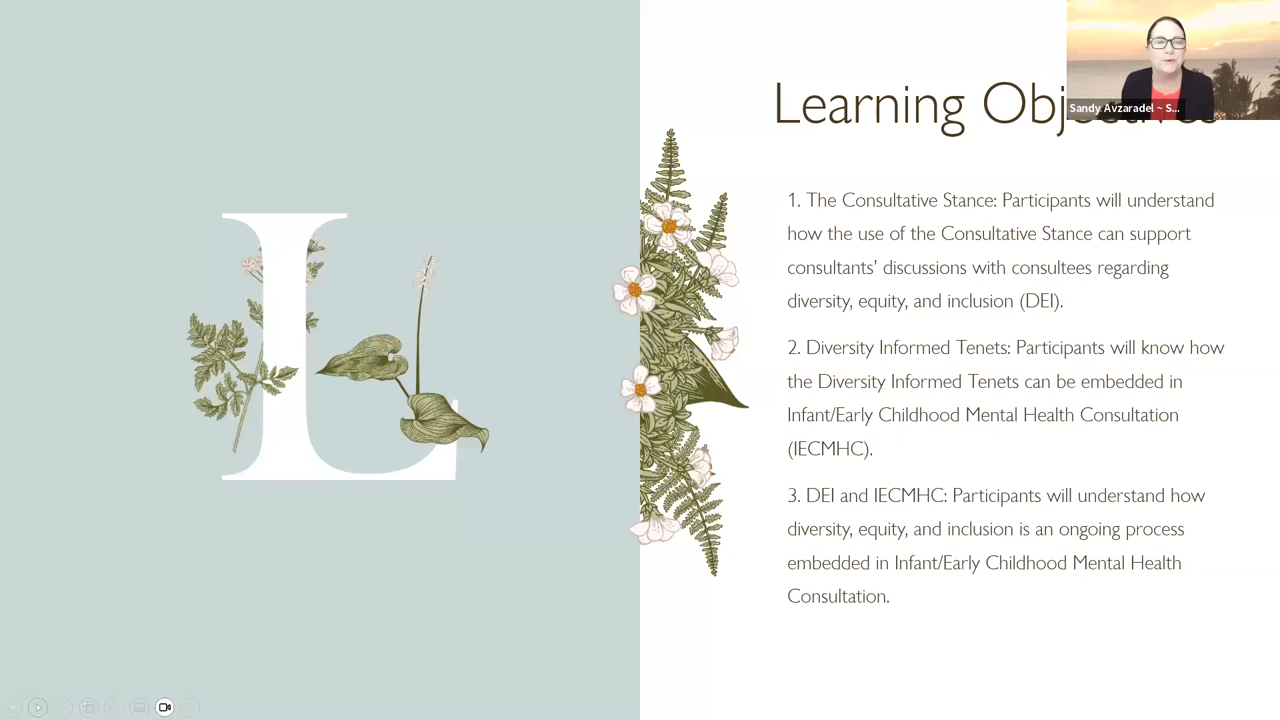 Learning Objectives
Sandy Avzaradel ~ S...
L
1. The Consultative Stance: Participants will understand
how the use of the Consultative Stance can support
consultants’ discussions with consultees regarding
diversity, equity, and inclusion (DEI).
2. Diversity Informed Tenets: Participants will know how
the Diversity Informed Tenets can be embedded in
Infant/Early Childhood Mental Health Consultation
(IECMHC).
3. DEI and IECMHC: Participants will understand how
diversity, equity, and inclusion is an ongoing process
embedded in Infant/Early Childhood Mental Health
Consultation.